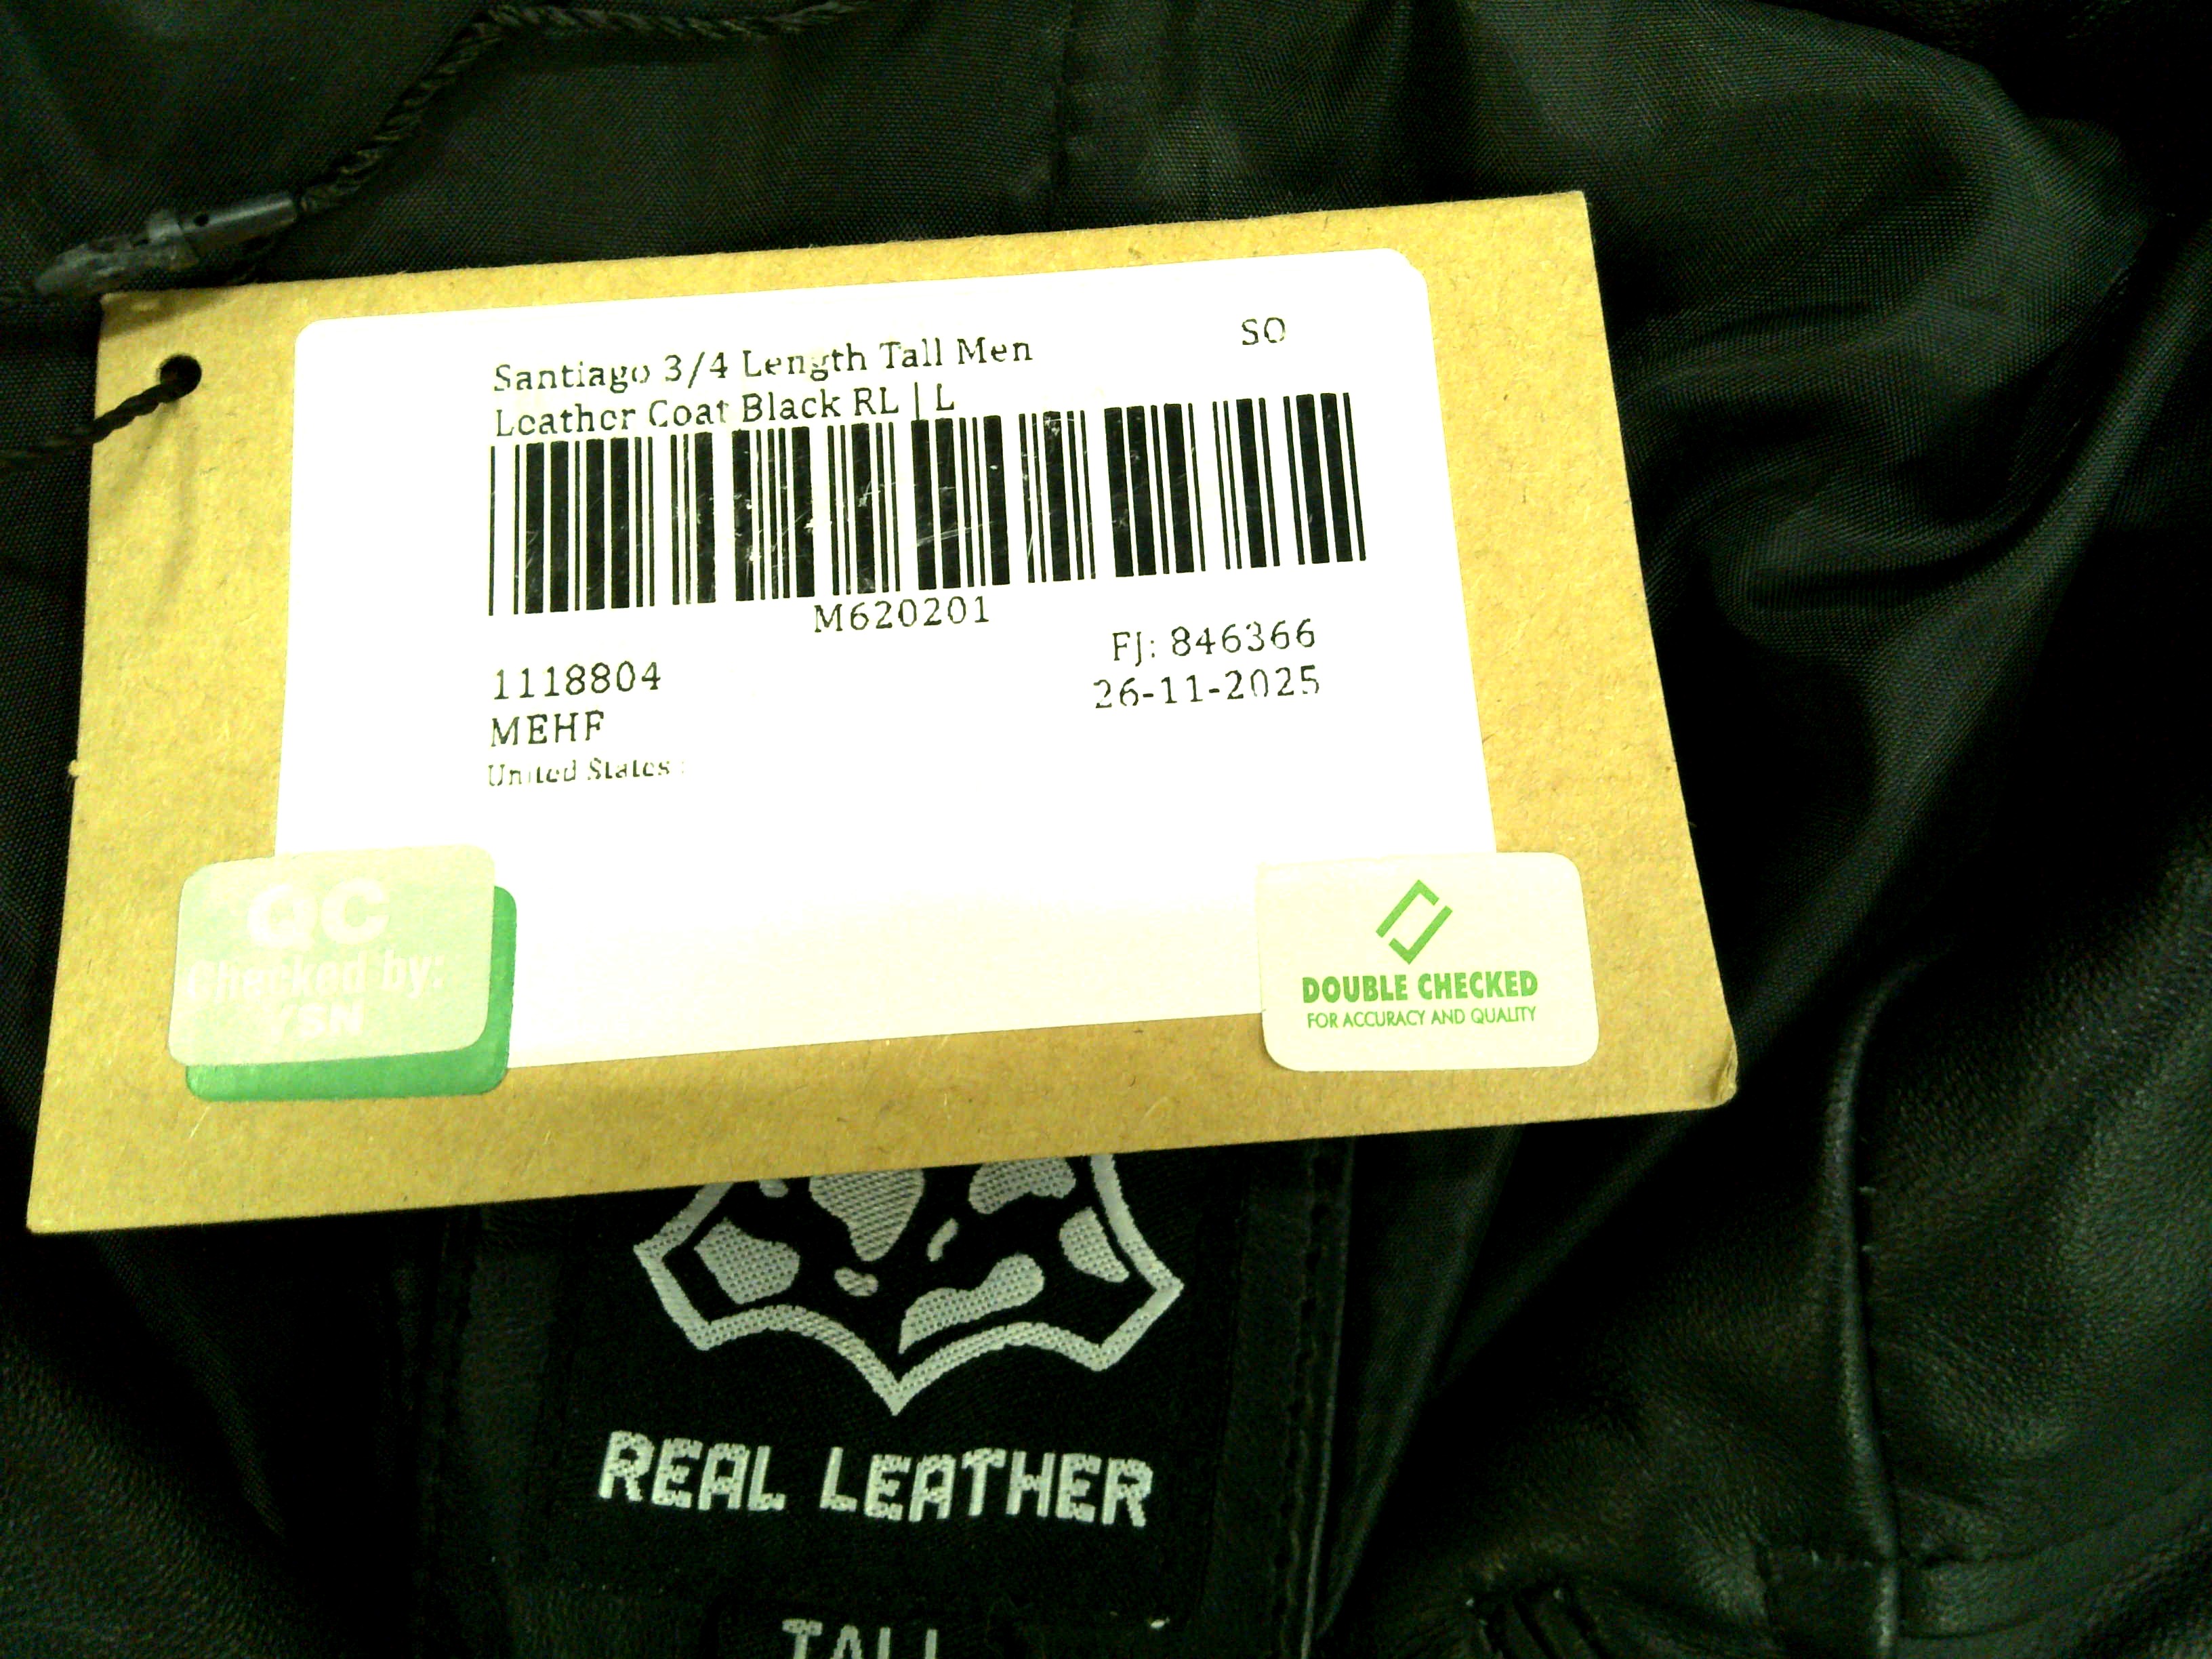 Santiago 3/4 Length Tall Men
SO
Leather Coat Black RL | L
M620201
FJ: 846366
1118804
26-11-2025
MEHF
United States :
QC
Checked by:
YSN
DOUBLE CHECKED
FOR ACCURACY AND QUALITY
REAL LEATHER
TALL